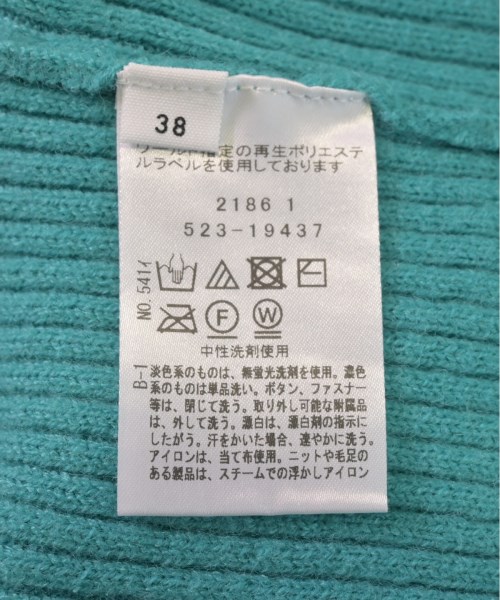 38
ワールド指定の再生ポリエステ
ルラベルを使用しております
2186 1
523-19437
NO. 541イ
F
W
中性洗剤使用
B-1
淡色系のものは、無蛍光洗剤を使用。濃色
系のものは単品洗い。ボタン、ファスナー
等は、閉じて洗う。取り外し可能な附属品
は、外して洗う。漂白は、漂白剤の指示に
したがう。汗をかいた場合、速やかに洗う。
アイロンは、当て布使用。ニットや毛足の
ある製品は、スチームでの浮かしアイロン